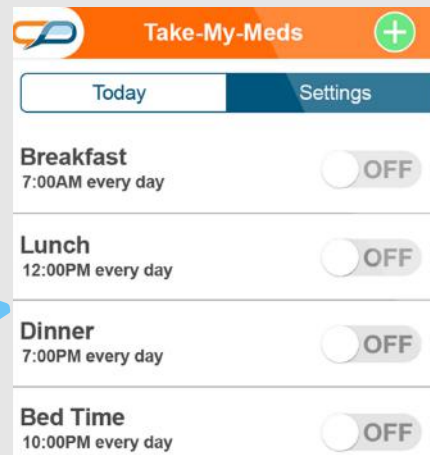 Take-My-Meds
Today Settings
Breakfast
7:00AM every day
OFF
Lunch
12:00PM every day
OFF
Dinner
7:00PM every day
OFF
Bed Time
10:00PM every day
OFF